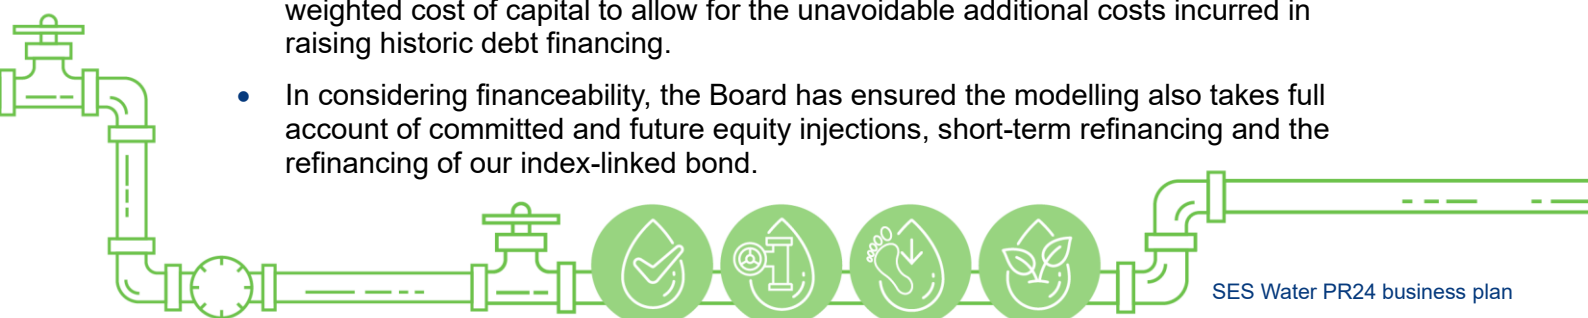 weighted cost of capital to allow for the unavoidable additional costs incurred in
raising historic debt financing.
• In considering financeability, the Board has ensured the modelling also takes full
account of committed and future equity injections, short-term refinancing and the
refinancing of our index-linked bond.
SES Water PR24 business plan